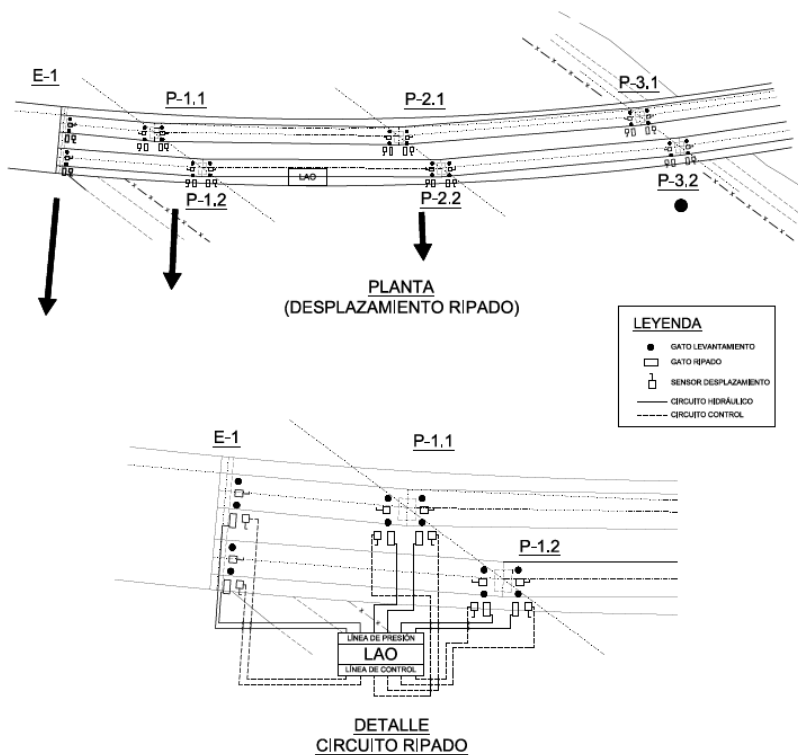 E-1
P-1.1
P-2.1
P-3.1
LAO
P-1.2
P-2.2
P-3.2
PLANTA
(DESPLAZAMIENTO RIPADO)
LEYENDA
GATO LEVANTAMIENTO
GATO RIPADO
SENSOR DESPLAZAMIENTO
CIRCUITO HIDRÁULICO
CIRCUITO CONTROL
E-1
P-1.1
P-1.2
LÍNEA DE PRESIÓN
LAO
LÍNEA DE CONTROL
DETALLE
CIRCUITO RIPADO